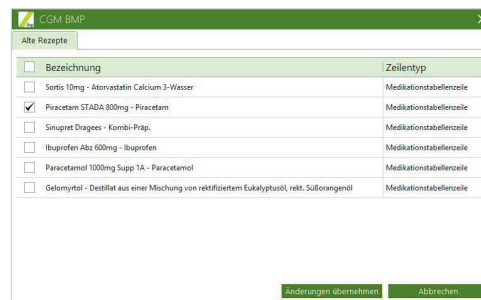 CGM BMP
Alte Rezepte
Bezeichnung Zeilentyp
Sortis 10mg - Atorvastatin Calcium 3-Wasser Medikationstabellenzeile
Piracetam STADA 800mg - Piracetam Medikationstabellenzeile
Sinupret Dragees - Kombi-Präp. Medikationstabellenzeile
Ibuprofen Abz 600mg - Ibuprofen Medikationstabellenzeile
Paracetamol 1000mg Supp 1A - Paracetamol Medikationstabellenzeile
Gelomyrtol - Destillat aus einer Mischung von rektifiziertem Eukalyptusöl, rekt. Süßorangenöl Medikationstabellenzeile
Änderungen übernehmen Abbrechen